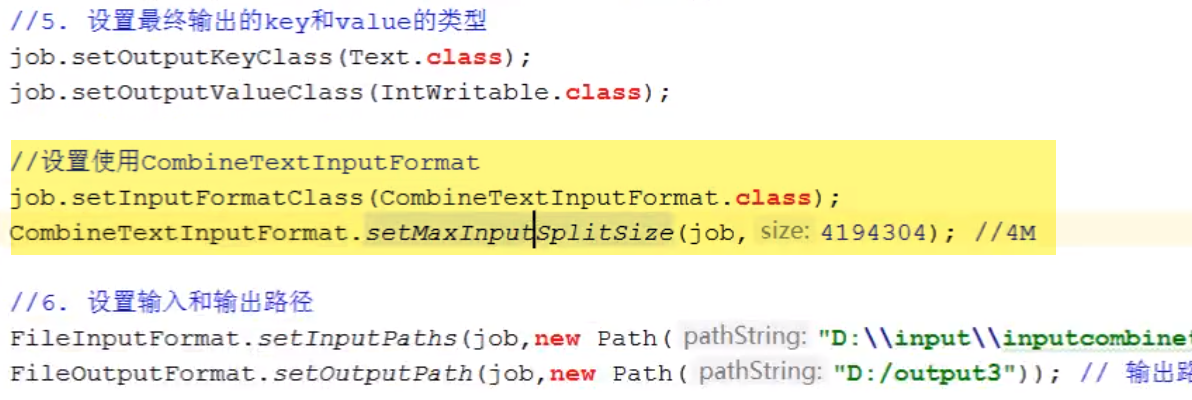 //5. 设置最终输出的key和value的类型
job.setOutputKeyClass(Text.class);
job.setOutputValueClass(IntWritable.class);
//设置使用CombineTextInputFormat
job.setInputFormatClass(CombineTextInputFormat.class);
CombineTextInputFormat.setMaxInputSplitSize(job, size: 4194304); //4M
//6. 设置输入和输出路径
FileInputFormat.setInputPaths(job,new Path( pathString: "D:\\input\\inputcombine
FileOutputFormat.setOutputPath(job,new Path( pathString: "D:/output3")); // 输出